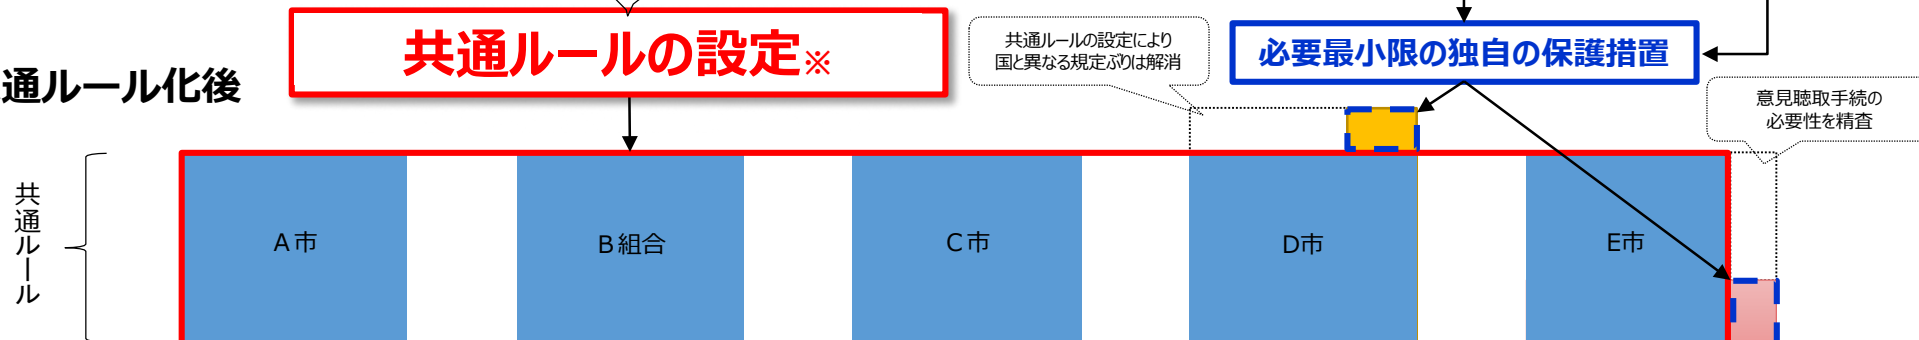 共通ルールの設定※
共通ルールの設定により
国と異なる規定ぶりは解消
必要最小限の独自の保護措置
通ルール化後
意見聴取手続の
必要性を精査
共通ルール
A市
B組合
C市
D市
E市